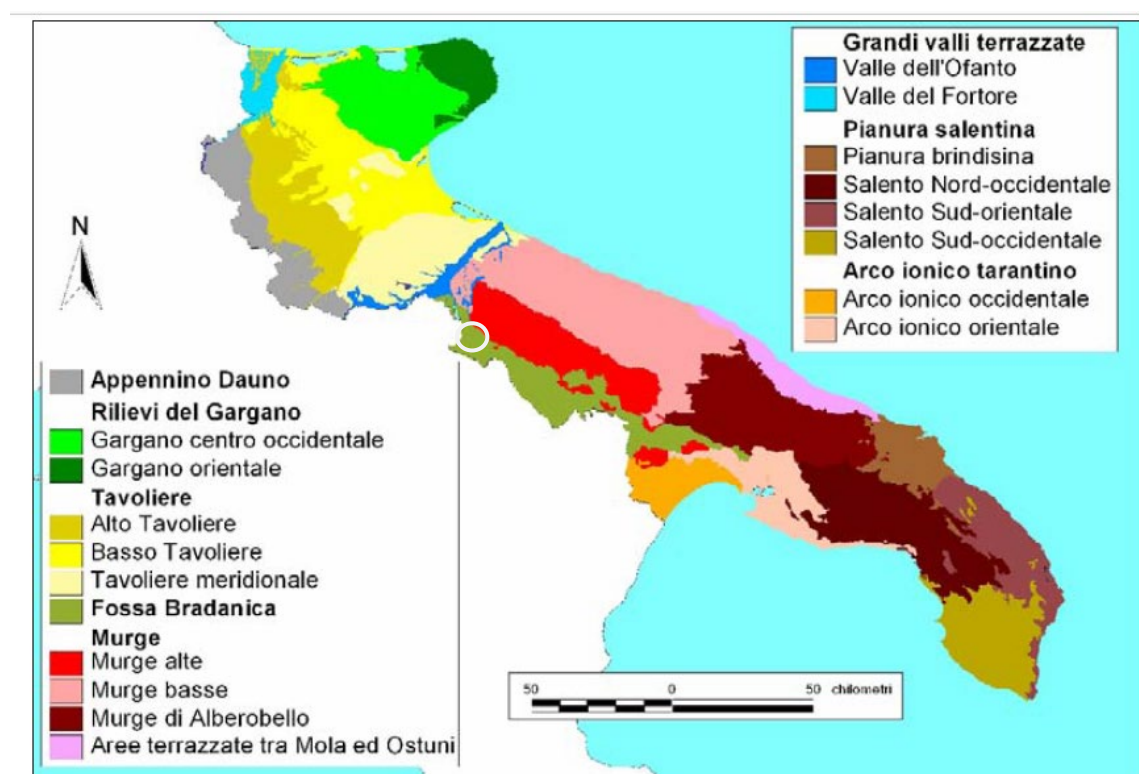 Grandi valli terrazzate
Valle dell'Ofanto
Valle del Fortore
Pianura salentina
Pianura brindisina
Salento Nord-occidentale
Salento Sud-orientale
Salento Sud-occidentale
Arco ionico tarantino
Arco ionico occidentale
Arco ionico orientale
N
Appennino Dauno
Rilievi del Gargano
Gargano centro occidentale
Gargano orientale
Tavoliere
Alto Tavoliere
Basso Tavoliere
Tavoliere meridionale
Fossa Bradanica
Murge
Murge alte
Murge basse
Murge di Alberobello
Aree terrazzate tra Mola ed Ostuni
50 0 50 chilometri